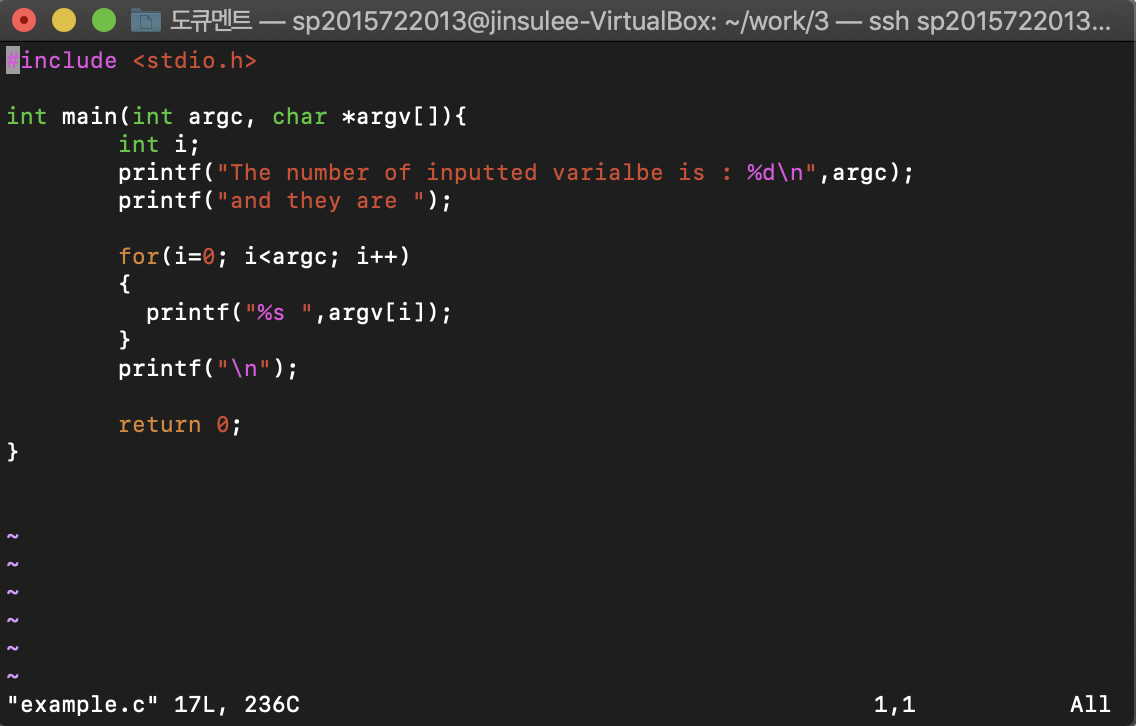 도큐멘트 — sp2015722013@jinsulee-VirtualBox: ~/work/3 — ssh sp2015722013...
#include <stdio.h>
int main(int argc, char *argv[]){
int i;
printf("The number of inputted varialbe is : %d\n",argc);
printf("and they are ");
for(i=0; i<argc; i++)
{
printf("%s ",argv[i]);
}
printf("\n");
return 0;
}
~
~
~
~
~
~
"example.c" 17L, 236C 1,1 All